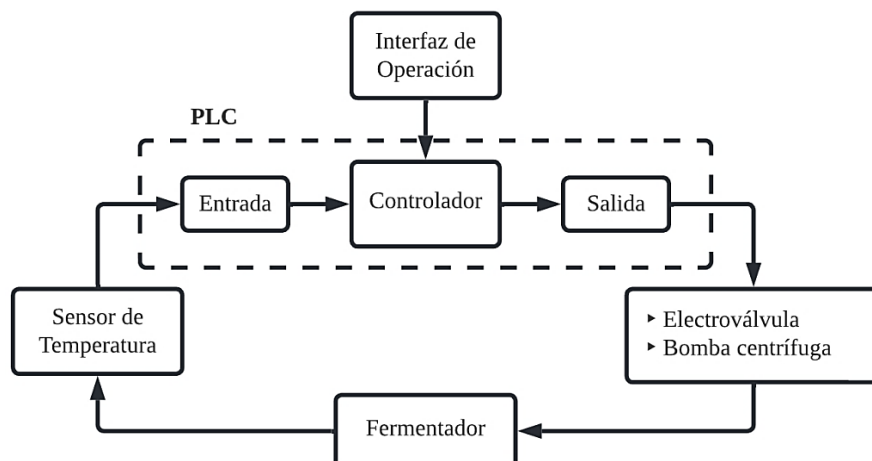 Interfaz de
Operación
PLC
Entrada
Controlador
Salida
Sensor de
Temperatura
‣ Electroválvula
‣ Bomba centrífuga
Fermentador